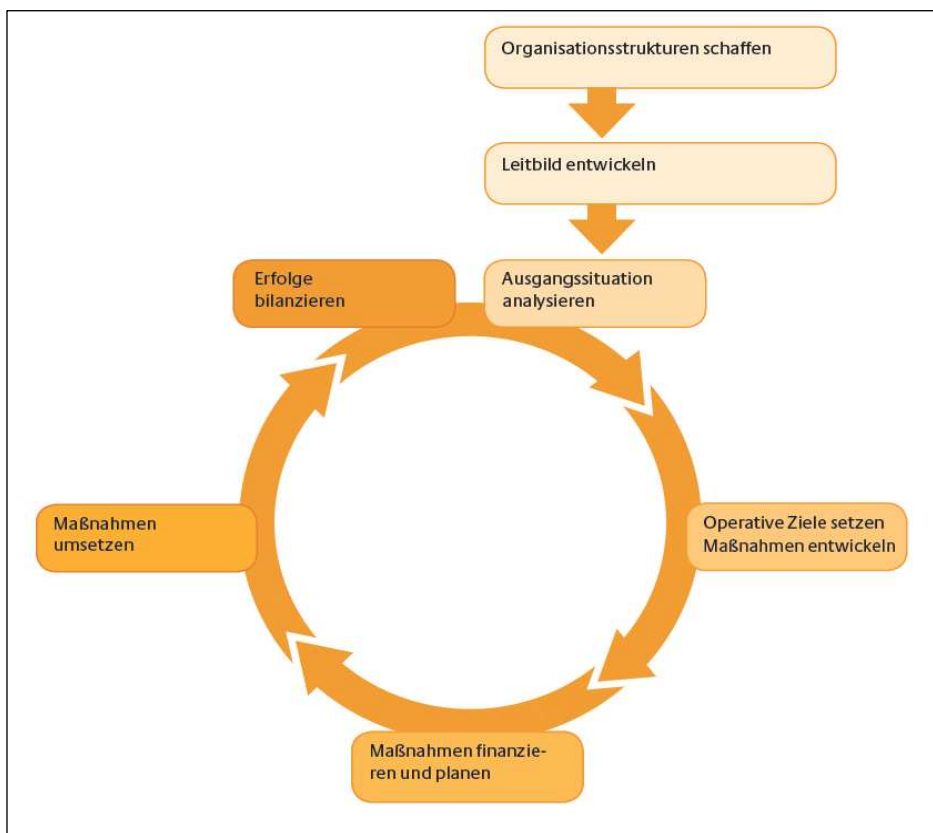 Organisationsstrukturen schaffen
Leitbild entwickeln
Erfolge
bilanzieren
Ausgangssituation
analysieren
Maßnahmen
umsetzen
Operative Ziele setzen
Maßnahmen entwickeln
Maßnahmen finanzie-
ren und planen